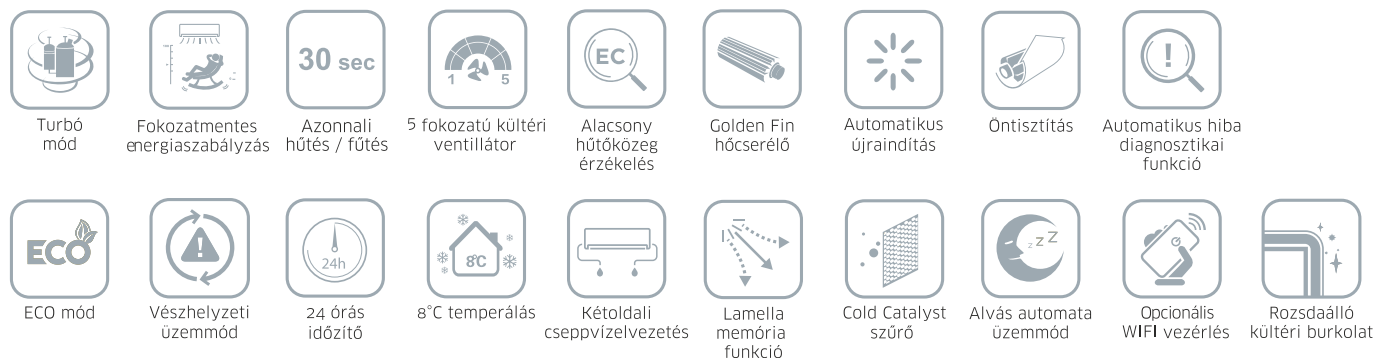 30 sec
1 5
EC
!
Turbó
mód
Fokozatmentes
energiaszabályzás
Azonnali
hűtés / fűtés
5 fokozatú kültéri
ventillátor
Alacsony
hűtőközeg
érzékelés
Golden Fin
hőcserélő
Automatikus
újraindítás
Öntisztítás
Automatikus hiba
diagnosztikai
funkció
ECO
!
24h
8°C
z z Z
ECO mód
Vészhelyzeti
üzemmód
24 órás
időzítő
8°C temperálás
Kétoldali
cseppvízelvezetés
Lamella
memória
funkció
Cold Catalyst
szűrő
Alvás automata
üzemmód
Opcionális
WIFI vezérlés
Rozsdaálló
kültéri burkolat